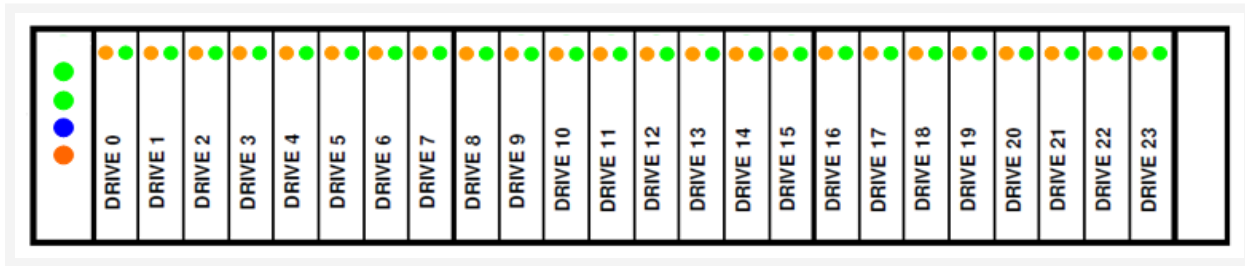 DRIVE 0
DRIVE 1
DRIVE 2
DRIVE 3
DRIVE 4
DRIVE 5
DRIVE 6
DRIVE 7
DRIVE 8
DRIVE 9
DRIVE 10
DRIVE 11
DRIVE 12
DRIVE 13
DRIVE 14
DRIVE 15
DRIVE 16
DRIVE 17
DRIVE 18
DRIVE 19
DRIVE 20
DRIVE 21
DRIVE 22
DRIVE 23